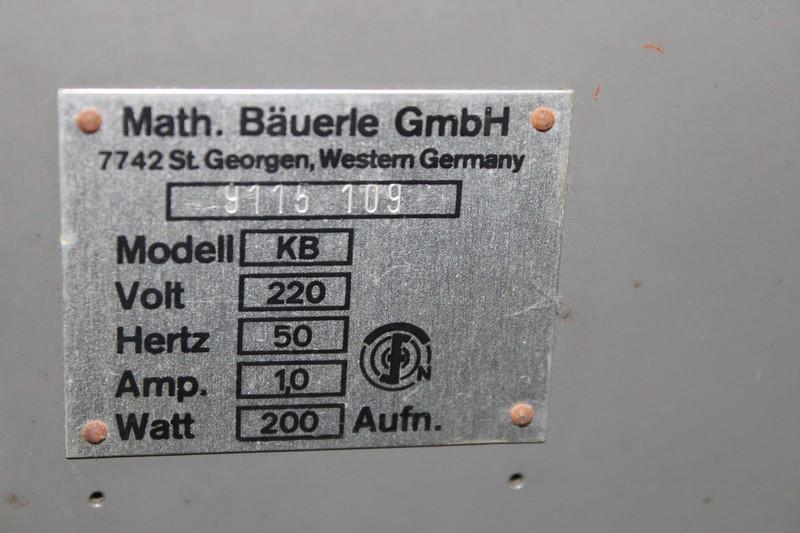 Math. Bäuerle GmbH
7742 St. Georgen, Western Germany
9115 109
Modell KB
Volt 220
Hertz 50
Amp. 1,0
Watt 200 Aufn.
N